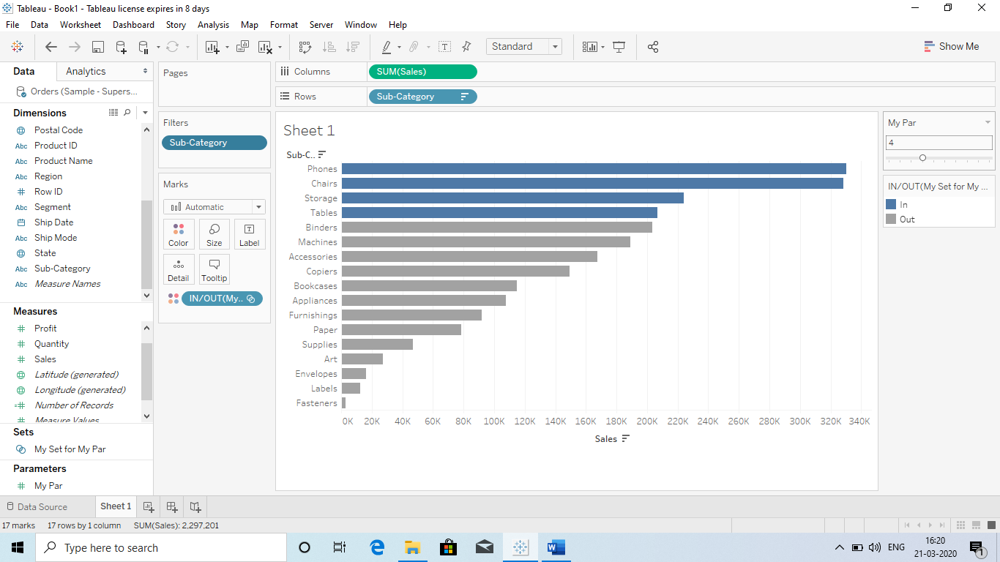 Tableau - Book1 - Tableau license expires in 8 days
File Data Worksheet Dashboard Story Analysis Map Format Server Window Help
Standard
Show Me
Data
Analytics
Orders (Sample - Supers...
Dimensions
Postal Code
Abc Product ID
Abc Product Name
Abc Region
Row ID
Abc Segment
Ship Date
Abc Ship Mode
State
Abc Sub-Category
Abc Measure Names
Measures
Profit
Quantity
Sales
Latitude (generated)
Longitude (generated)
Number of Records
Measure Values
Sets
My Set for My Par
Parameters
My Par
Pages
Filters
Sub-Category
Marks
Automatic
Color Size Label
Detail Tooltip
IN/OUT(My..
Columns
SUM(Sales)
Rows
Sub-Category
Sheet 1
Sub-C..
Phones
Chairs
Storage
Tables
Binders
Machines
Accessories
Copiers
Bookcases
Appliances
Furnishings
Paper
Supplies
Art
Envelopes
Labels
Fasteners
0K 20K 40K 60K 80K 100K 120K 140K 160K 180K 200K 220K 240K 260K 280K 300K 320K 340K
Sales
My Par
4
IN/OUT(My Set for My ...
In
Out
Data Source
Sheet 1
17 marks 17 rows by 1 column SUM(Sales): 2,297,201
Type here to search
ENG
16:20
21-03-2020
1